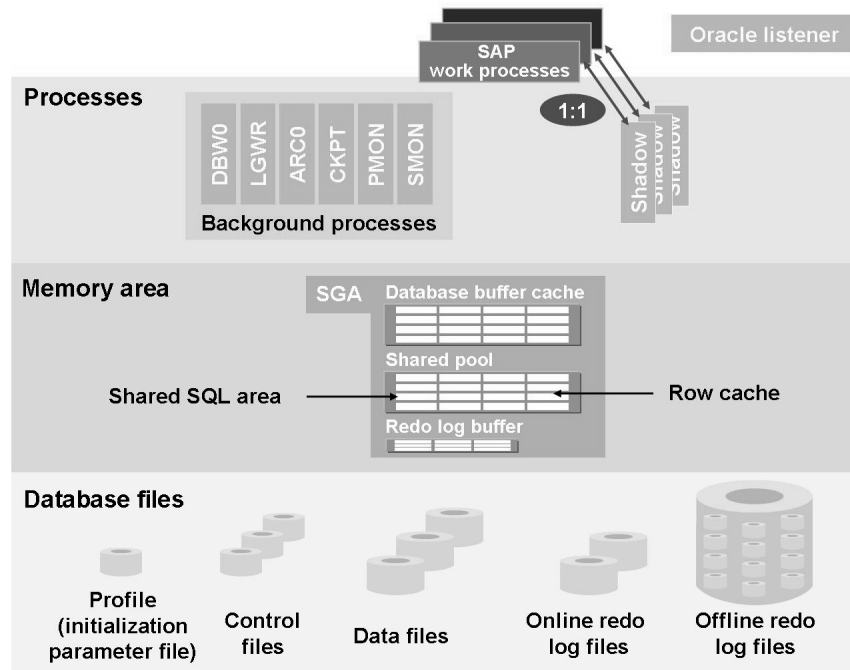 SAP
work processes
Oracle listener
Processes
1:1
DBW0
LGWR
ARC0
CKPT
PMON
SMON
Shadow
Shadow
Shadow
Background processes
Memory area
SGA
Database buffer cache
Shared pool
Shared SQL area
Row cache
Redo log buffer
Database files
Profile
(initialization
parameter file)
Control
files
Data files
Online redo
log files
Offline redo
log files